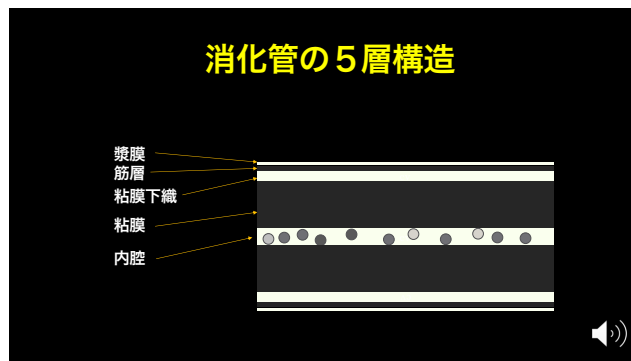 消化管の５層構造
漿膜
筋層
粘膜下織
粘膜
内腔